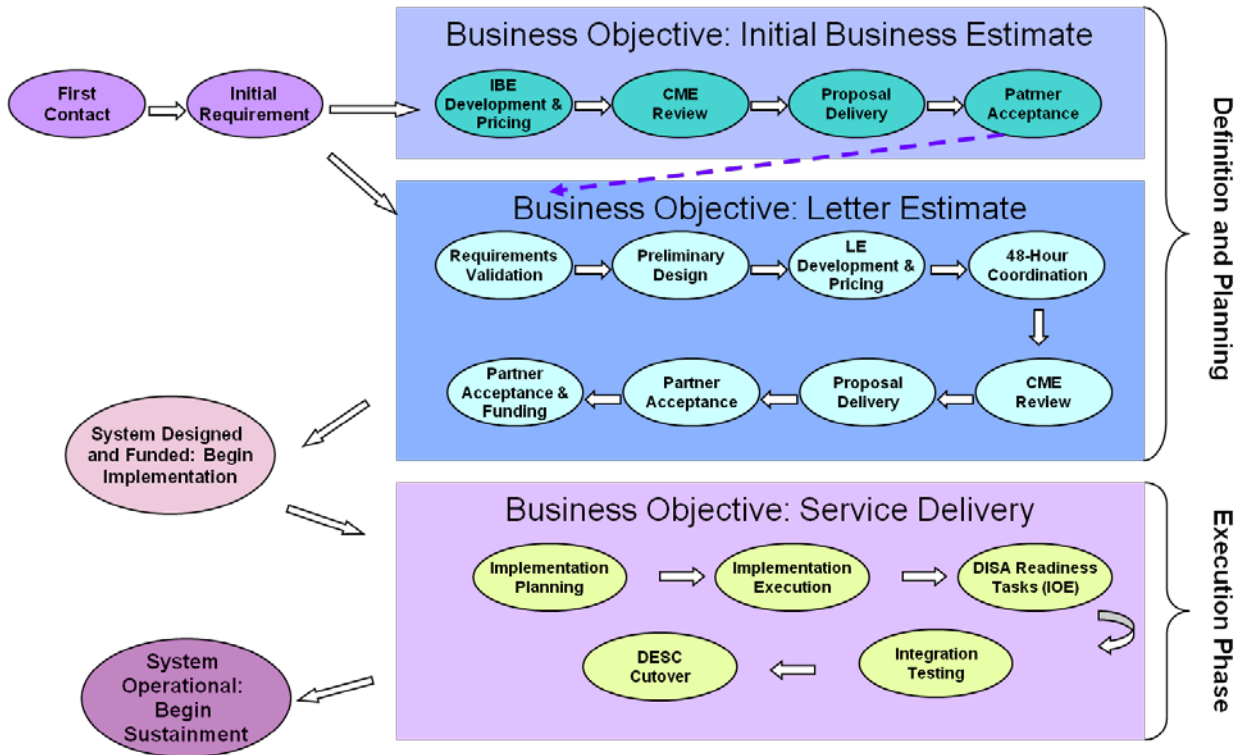 Business Objective: Initial Business Estimate
First
Contact
Initial
Requirement
IBE
Development &
Pricing
CME
Review
Proposal
Delivery
Patrner
Acceptance
Business Objective: Letter Estimate
Requirements
Validation
Preliminary
Design
LE
Development &
Pricing
48-Hour
Coordination
CME
Review
Proposal
Delivery
Partner
Acceptance
Partner
Acceptance &
Funding
Definition and Planning
System Designed
and Funded: Begin
Implementation
Business Objective: Service Delivery
Implementation
Planning
Implementation
Execution
DISA Readiness
Tasks (IOE)
Integration
Testing
DESC
Cutover
Execution Phase
System
Operational:
Begin
Sustainment